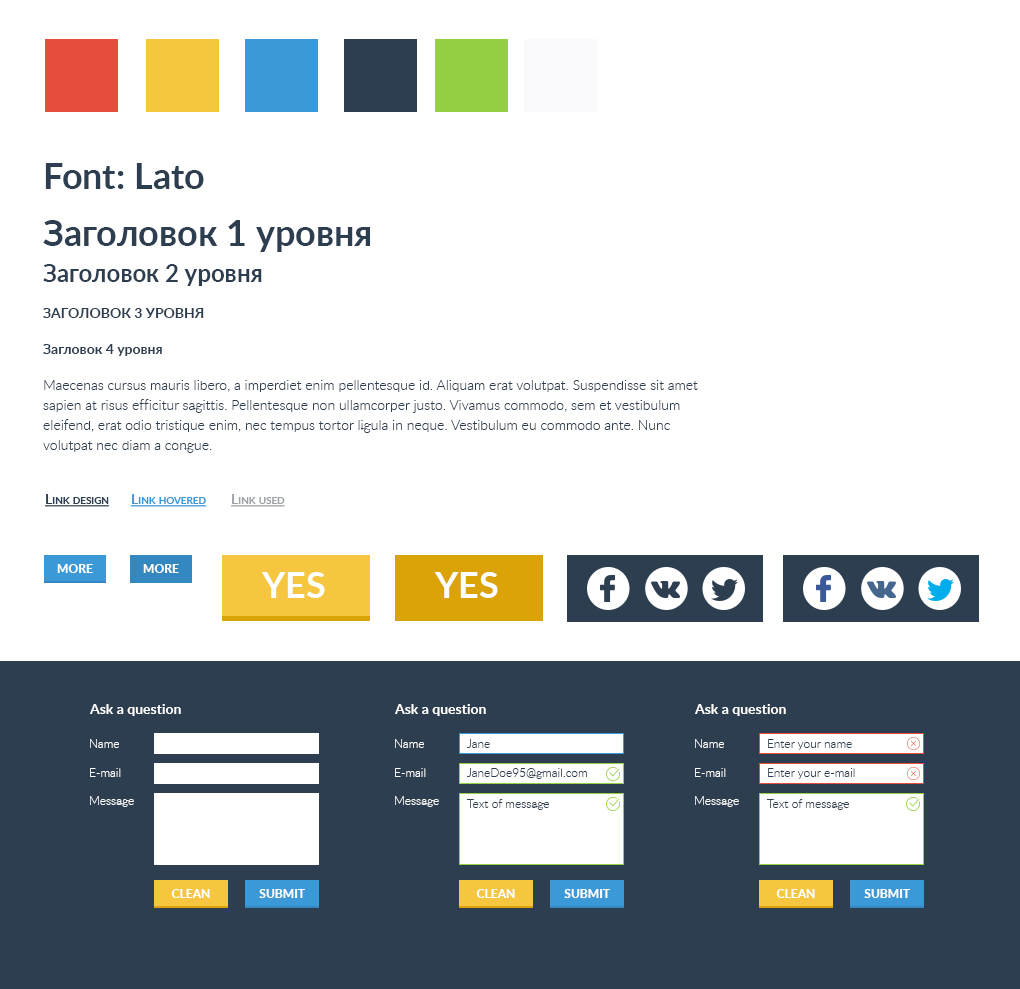 Font: Lato
Заголовок 1 уровня
Заголовок 2 уровня
ЗАГОЛОВОК 3 УРОВНЯ
Загловок 4 уровня
Maecenas cursus mauris libero, a imperdiet enim pellentesque id. Aliquam erat volutpat. Suspendisse sit amet
sapien at risus efficitur sagittis. Pellentesque non ullamcorper justo. Vivamus commodo, sem et vestibulum
eleifend, erat odio tristique enim, nec tempus tortor ligula in neque. Vestibulum eu commodo ante. Nunc
volutpat nec diam a congue.
Link design Link hovered Link used
MORE MORE YES YES
Ask a question
Name
E-mail
Message
CLEAN SUBMIT
Ask a question
Name Jane
E-mail JaneDoe95@gmail.com
Message Text of message
CLEAN SUBMIT
Ask a question
Name Enter your name
E-mail Enter your e-mail
Message Text of message
CLEAN SUBMIT